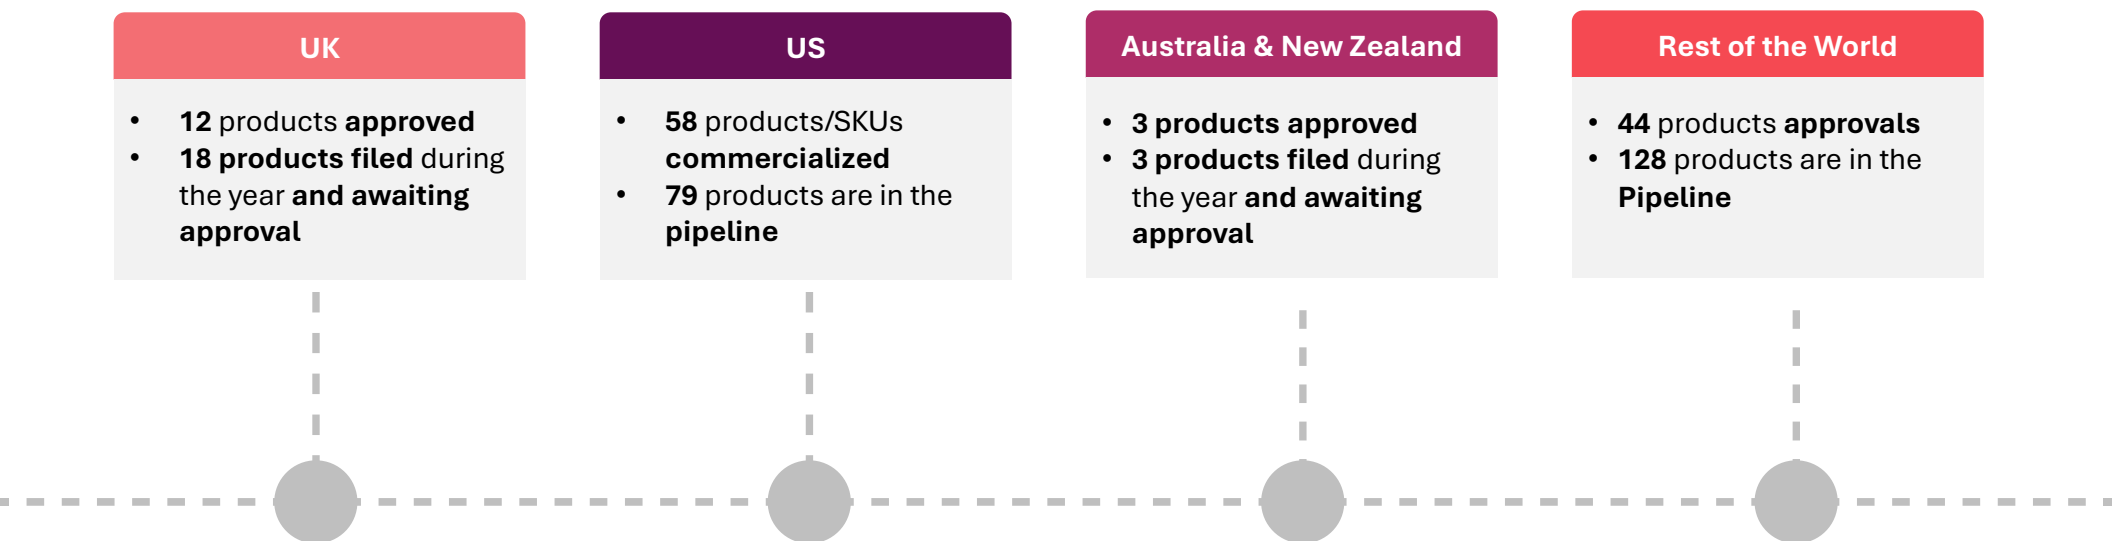 UK
• 12 products approved
• 18 products filed during
the year and awaiting
approval
US
• 58 products/SKUs
commercialized
• 79 products are in the
pipeline
Australia & New Zealand
• 3 products approved
• 3 products filed during
the year and awaiting
approval
Rest of the World
• 44 products approvals
• 128 products are in the
Pipeline